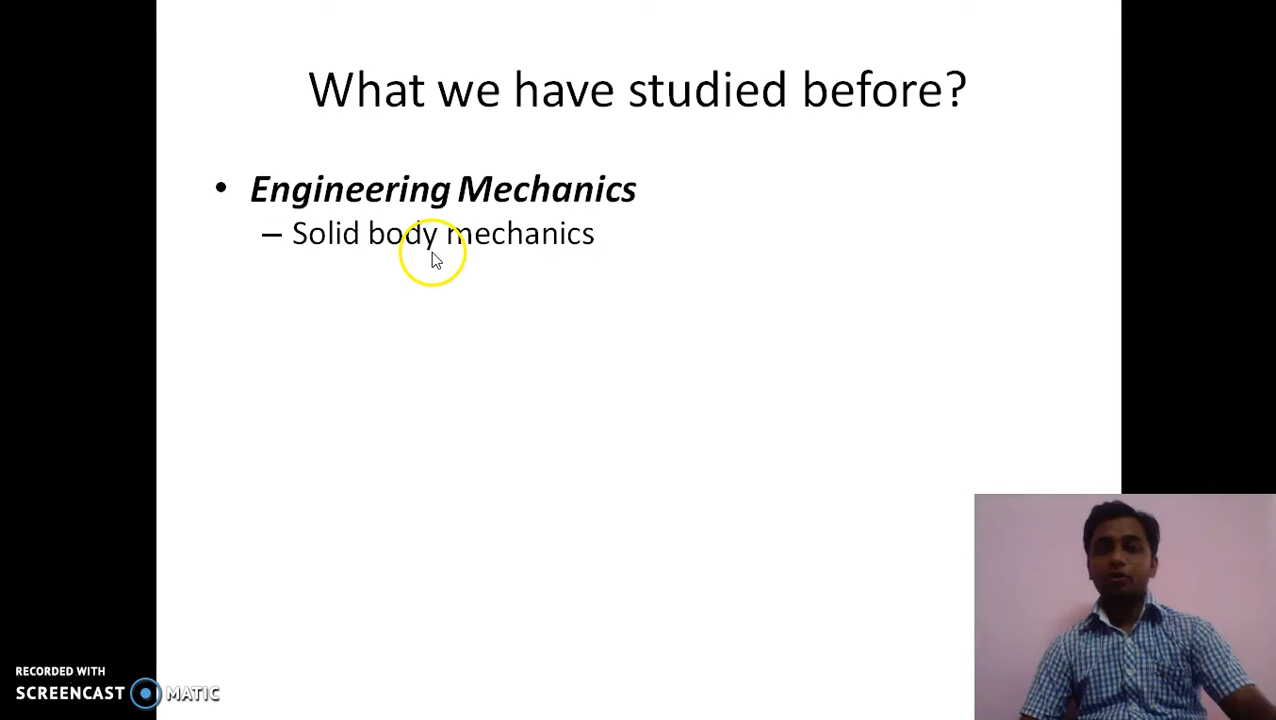 What we have studied before?
• Engineering Mechanics
– Solid body mechanics
RECORDED WITH
SCREENCAST MATIC